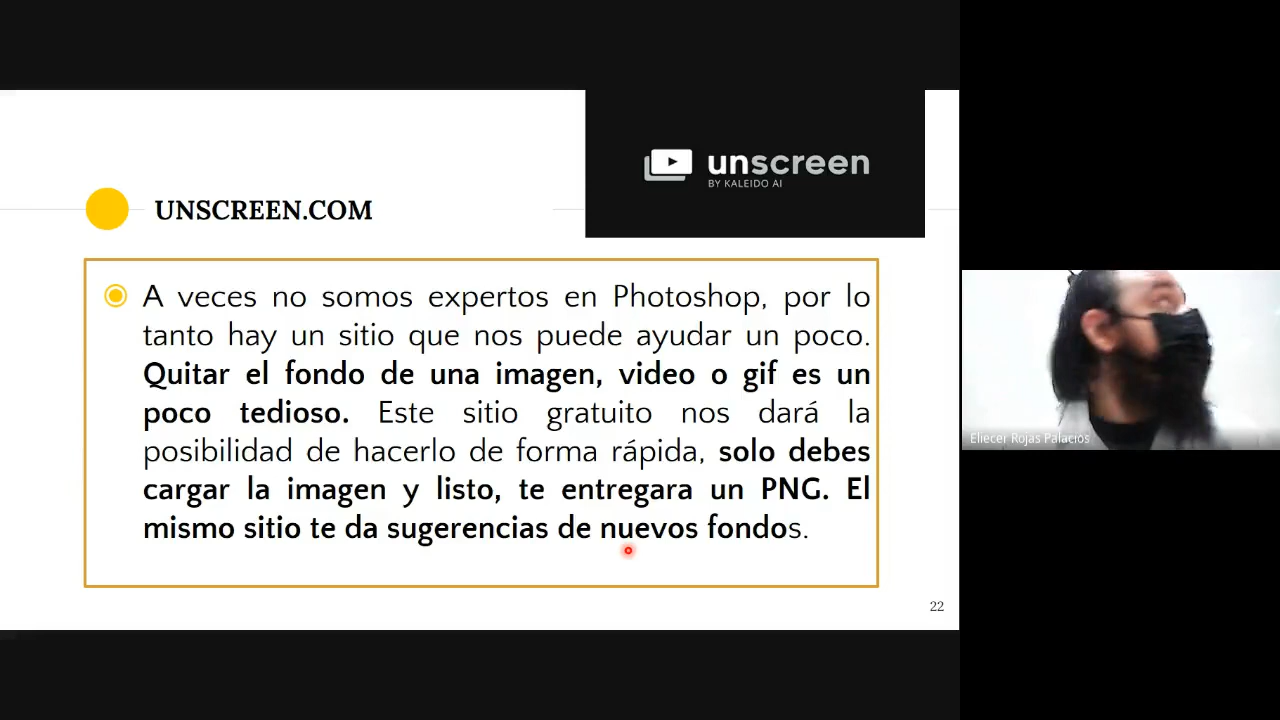 unscreen
BY KALEIDO AI
UNSCREEN.COM
A veces no somos expertos en Photoshop, por lo
tanto hay un sitio que nos puede ayudar un poco.
Quitar el fondo de una imagen, video o gif es un
poco tedioso. Este sitio gratuito nos dará la
posibilidad de hacerlo de forma rápida, solo debes
cargar la imagen y listo, te entregara un PNG. El
mismo sitio te da sugerencias de nuevos fondos.
22
Eliecer Rojas Palacios